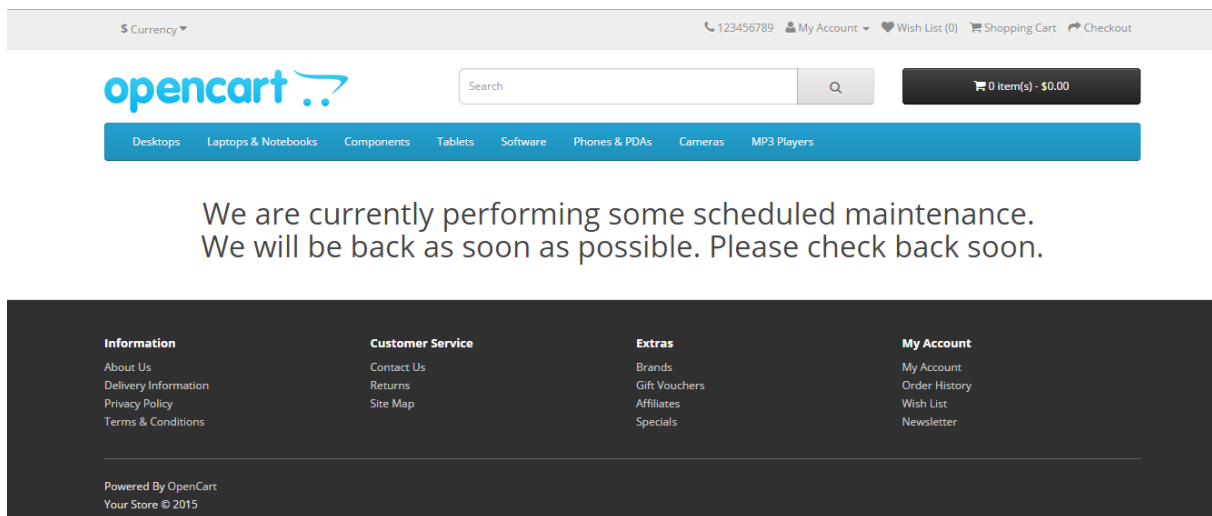 $ Currency
123456789 My Account Wish List (0) Shopping Cart Checkout
opencart
Search
0 item(s) - $0.00
Desktops Laptops & Notebooks Components Tablets Software Phones & PDAs Cameras MP3 Players
We are currently performing some scheduled maintenance.
We will be back as soon as possible. Please check back soon.
Information
About Us
Delivery Information
Privacy Policy
Terms & Conditions
Customer Service
Contact Us
Returns
Site Map
Extras
Brands
Gift Vouchers
Affiliates
Specials
My Account
My Account
Order History
Wish List
Newsletter
Powered By OpenCart
Your Store © 2015